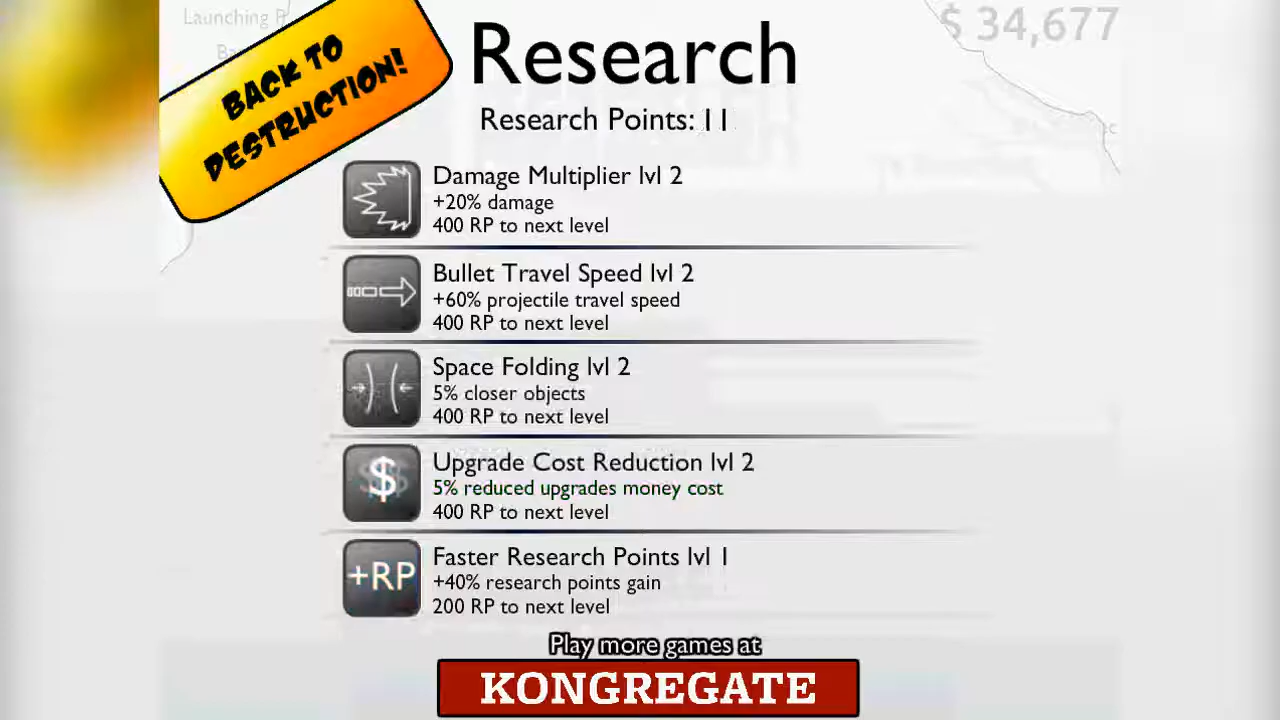 Launching
$ 34,677
BACK TO
DESTRUCTION!
Research
Research Points: 11
Damage Multiplier lvl 2
+20% damage
400 RP to next level
Bullet Travel Speed lvl 2
+60% projectile travel speed
400 RP to next level
Space Folding lvl 2
5% closer objects
400 RP to next level
$
Upgrade Cost Reduction lvl 2
5% reduced upgrades money cost
400 RP to next level
+RP
Faster Research Points lvl 1
+40% research points gain
200 RP to next level
Play more games at
KONGREGATE